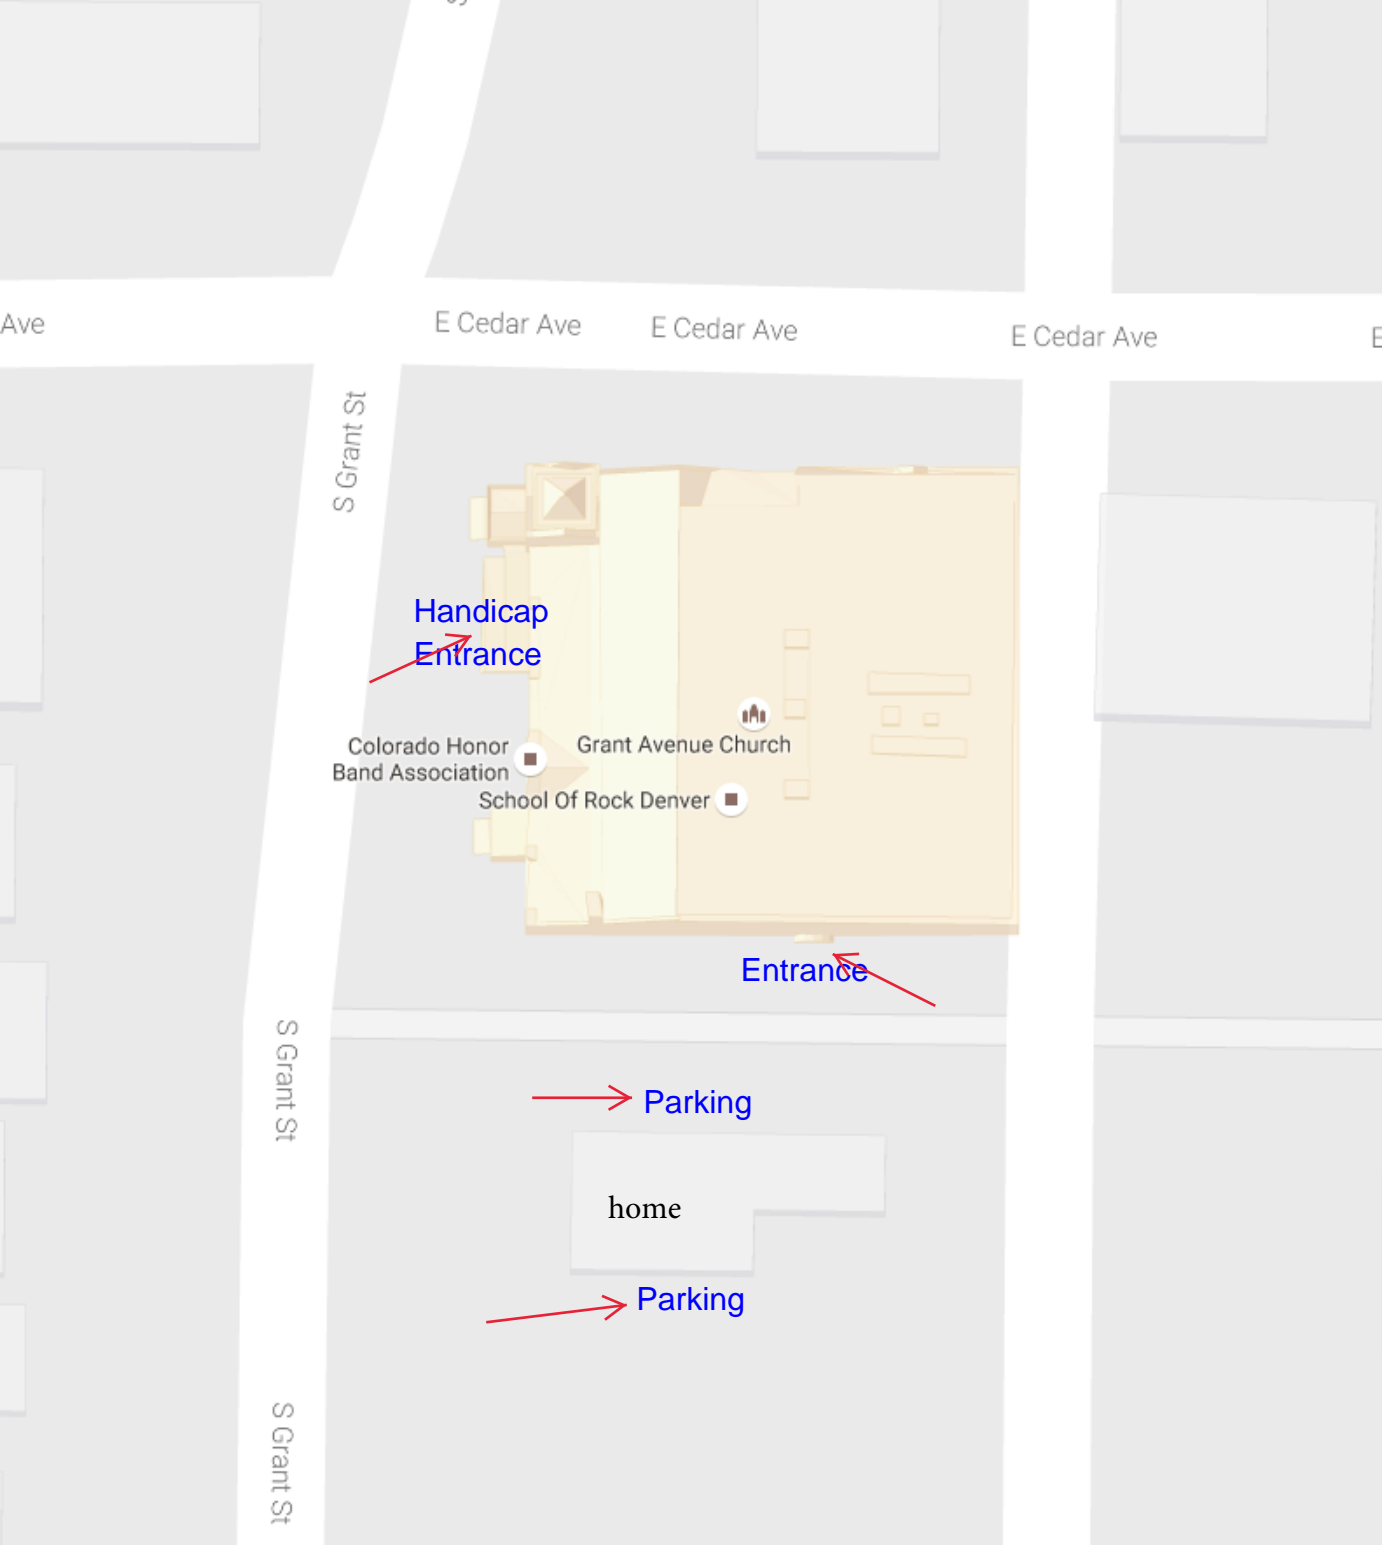 Ave
E Cedar Ave
E Cedar Ave
E Cedar Ave
E
S Grant St
Handicap
Entrance
Colorado Honor
Band Association
Grant Avenue Church
School Of Rock Denver
Entrance
S Grant St
Parking
home
Parking
S Grant St